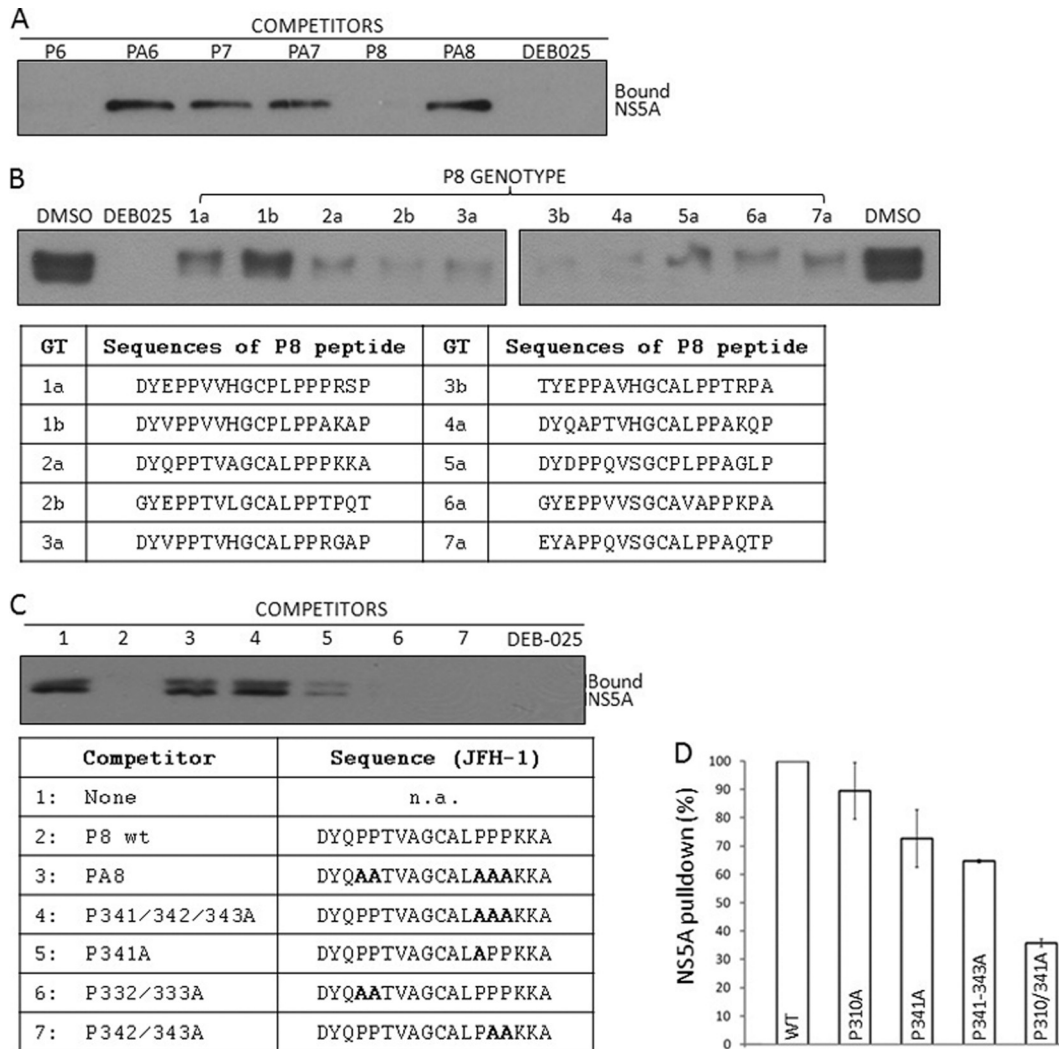 A
COMPETITORS
P6 PA6 P7 PA7 P8 PA8 DEB025
Bound
NS5A
B
P8 GENOTYPE
DMSO DEB025 1a 1b 2a 2b 3a 3b 4a 5a 6a 7a DMSO
GT Sequences of P8 peptide GT Sequences of P8 peptide
1a DYEPPVVHGCPLPPPRSP 3b TYEPPAVHGCALPPTRPA
1b DYVPPVVHGCPLPPAKAP 4a DYQAPTVHGCALPPAKQP
2a DYQPPTVAGCALPPPKKA 5a DYDPPQVSGCPLPPAGLP
2b GYEPPTVLGCALPPTPQT 6a GYEPPVVSGCAVAPPKPA
3a DYVPPTVHGCALPPRGAP 7a EYAPPQVSGCALPPAQTP
C
COMPETITORS
1 2 3 4 5 6 7 DEB-025
Bound
NS5A
Competitor Sequence (JFH-1)
1: None n.a.
2: P8 wt DYQPPTVAGCALPPPKKA
3: PA8 DYQAATVAGCALAAAKKA
4: P341/342/343A DYQPPTVAGCALAAAKKA
5: P341A DYQPPTVAGCALAPPKKA
6: P332/333A DYQAATVAGCALPPPKKA
7: P342/343A DYQPPTVAGCALPAAKKA
D
NS5A pulldown (%)
100
90
80
70
60
50
40
30
20
10
0
WT P310A P341A P341-343A P310/341A